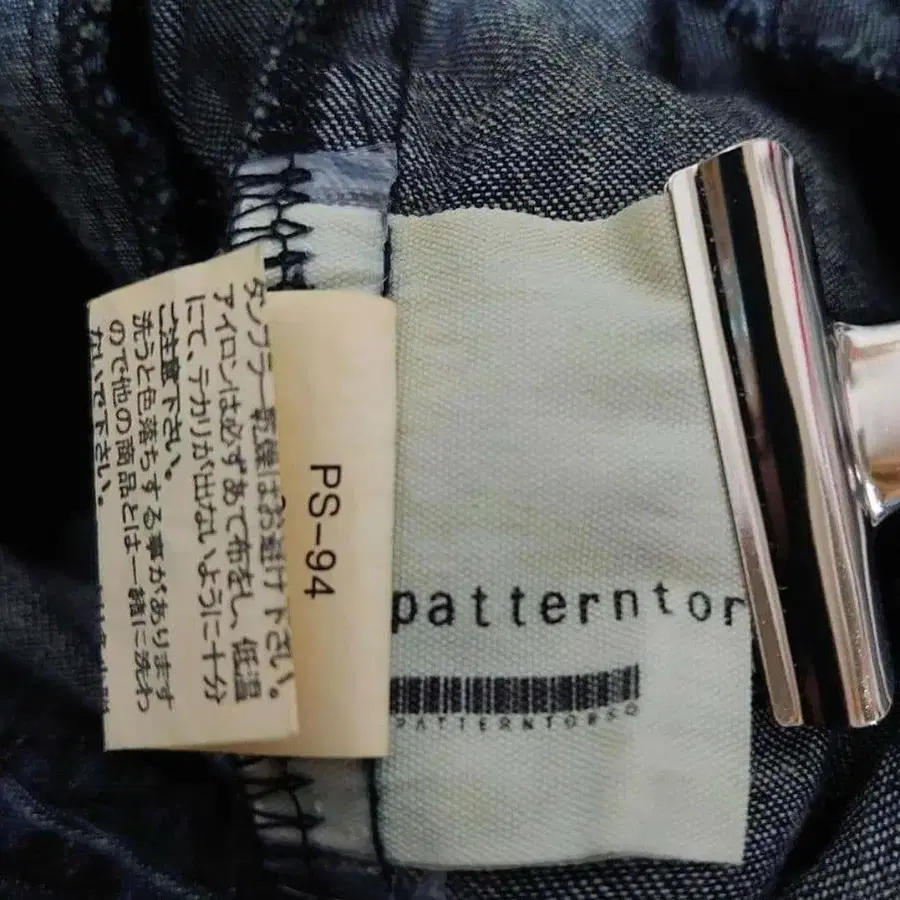 タンブラー乾燥はお避け下さい。
アイロンは必ずあて布をし、低温
にて、テカリが出ないように十分
ご注意下さい。
洗うと色落ちする事があります
ので他の商品とは一緒に洗わ
ないで下さい。
PS-94
patterntor
PATTERNTORSO